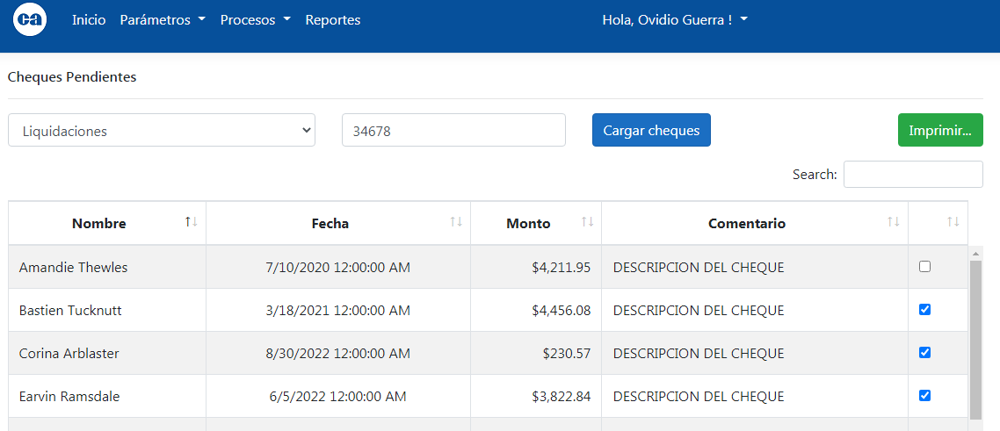 ca Inicio Parámetros Procesos Reportes Hola, Ovidio Guerra !
Cheques Pendientes
Liquidaciones 34678 Cargar cheques Imprimir...
Search:
Nombre Fecha Monto Comentario
Amandie Thewles 7/10/2020 12:00:00 AM $4,211.95 DESCRIPCION DEL CHEQUE
Bastien Tucknutt 3/18/2021 12:00:00 AM $4,456.08 DESCRIPCION DEL CHEQUE
Corina Arblaster 8/30/2022 12:00:00 AM $230.57 DESCRIPCION DEL CHEQUE
Earvin Ramsdale 6/5/2022 12:00:00 AM $3,822.84 DESCRIPCION DEL CHEQUE